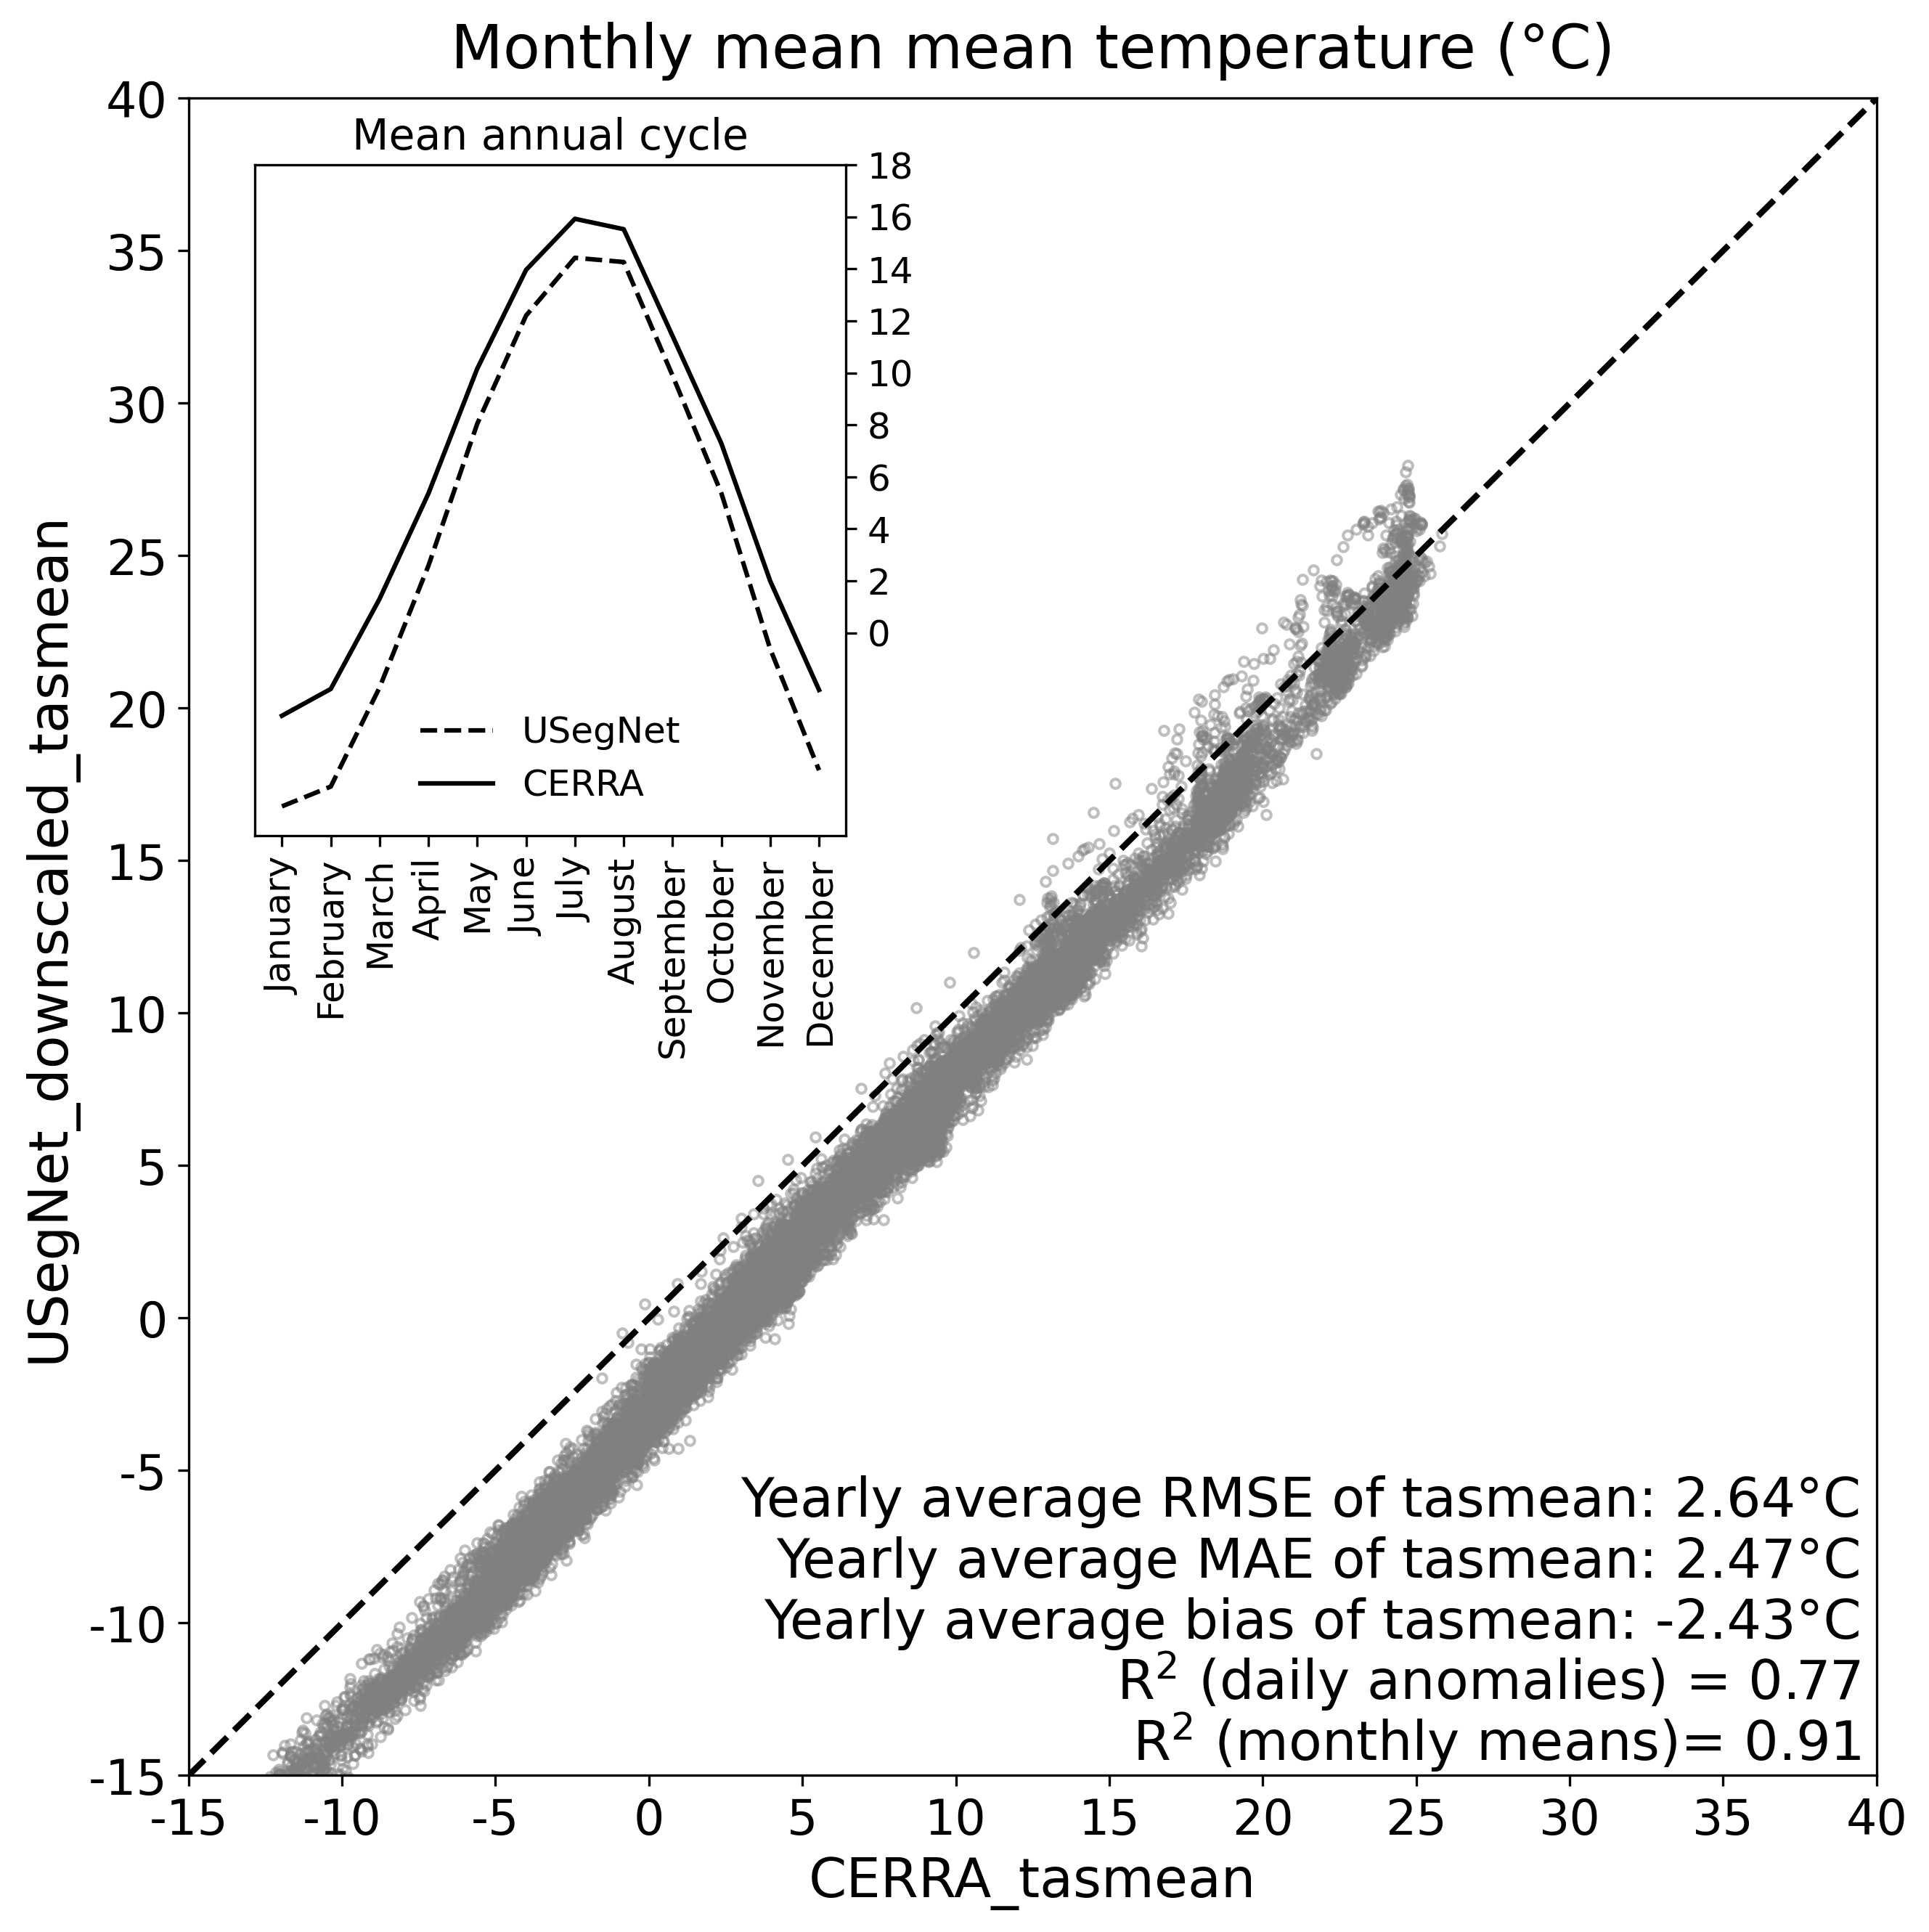 Monthly mean mean temperature (°C)
Mean annual cycle
40
35
30
25
20
15
10
5
0
-5
-10
-15
USegNet_downscaled_tasmean
18
16
14
12
10
8
6
4
2
0
USegNet
CERRA
January
February
March
April
May
June
July
August
September
October
November
December
Yearly average RMSE of tasmean: 2.64°C
Yearly average MAE of tasmean: 2.47°C
Yearly average bias of tasmean: -2.43°C
R² (daily anomalies) = 0.77
R² (monthly means)= 0.91
-15 -10 -5 0 5 10 15 20 25 30 35 40
CERRA_tasmean